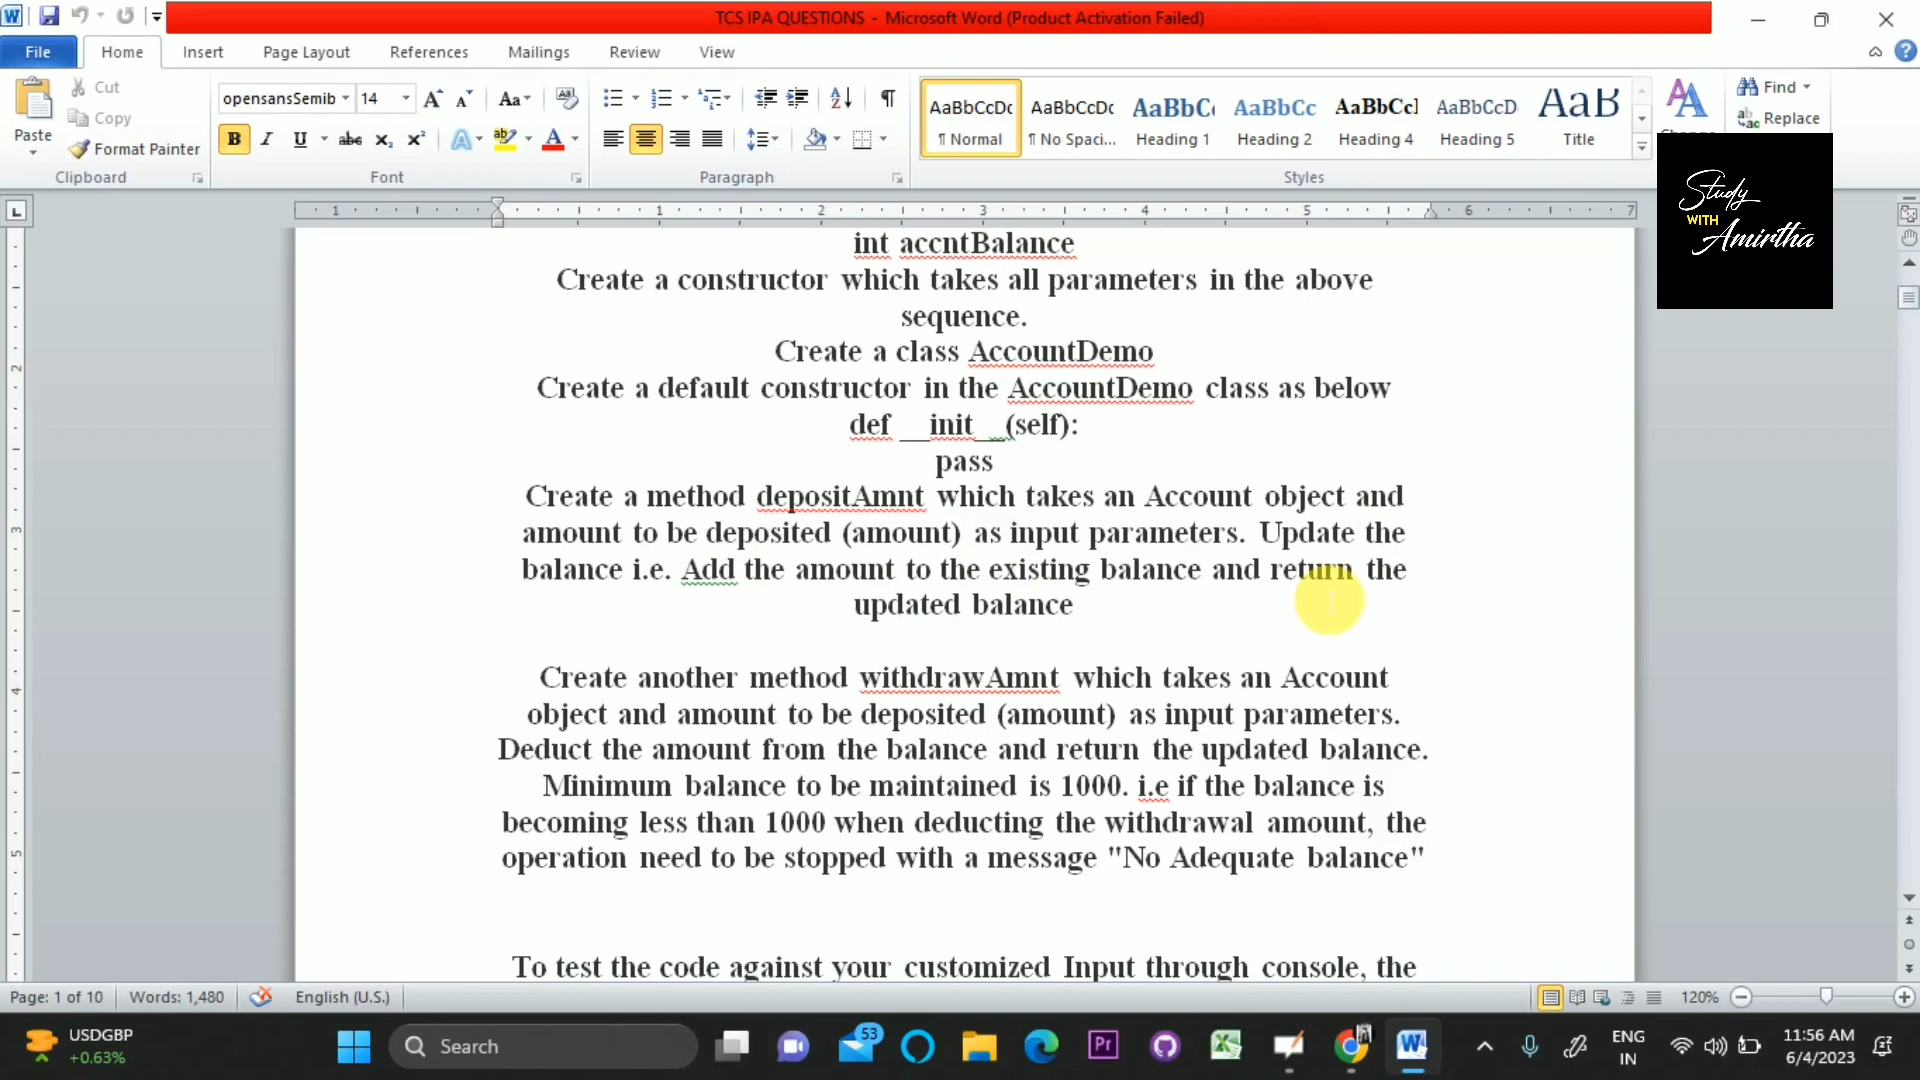 TCS IPA QUESTIONS - Microsoft Word (Product Activation Failed)
File Home Insert Page Layout References Mailings Review View
Paste
Cut
Copy
Format Painter
Clipboard
opensansSemib 14
Font
Paragraph
AaBbCcDc AaBbCcDc AaBbC AaBbCc AaBbCcI AaBbCcD AaB
¶ Normal ¶ No Spaci... Heading 1 Heading 2 Heading 4 Heading 5 Title
Styles
Find
Replace
Study
WITH
Amirtha
int accntBalance
Create a constructor which takes all parameters in the above
sequence.
Create a class AccountDemo
Create a default constructor in the AccountDemo class as below
def __init__(self):
pass
Create a method depositAmnt which takes an Account object and
amount to be deposited (amount) as input parameters. Update the
balance i.e. Add the amount to the existing balance and return the
updated balance
Create another method withdrawAmnt which takes an Account
object and amount to be deposited (amount) as input parameters.
Deduct the amount from the balance and return the updated balance.
Minimum balance to be maintained is 1000. i.e if the balance is
becoming less than 1000 when deducting the withdrawal amount, the
operation need to be stopped with a message "No Adequate balance"
To test the code against your customized Input through console, the
Page: 1 of 10 Words: 1,480 English (U.S.) 120%
USDGBP
+0.63%
Search
53
Pr
ENG
IN
11:56 AM
6/4/2023